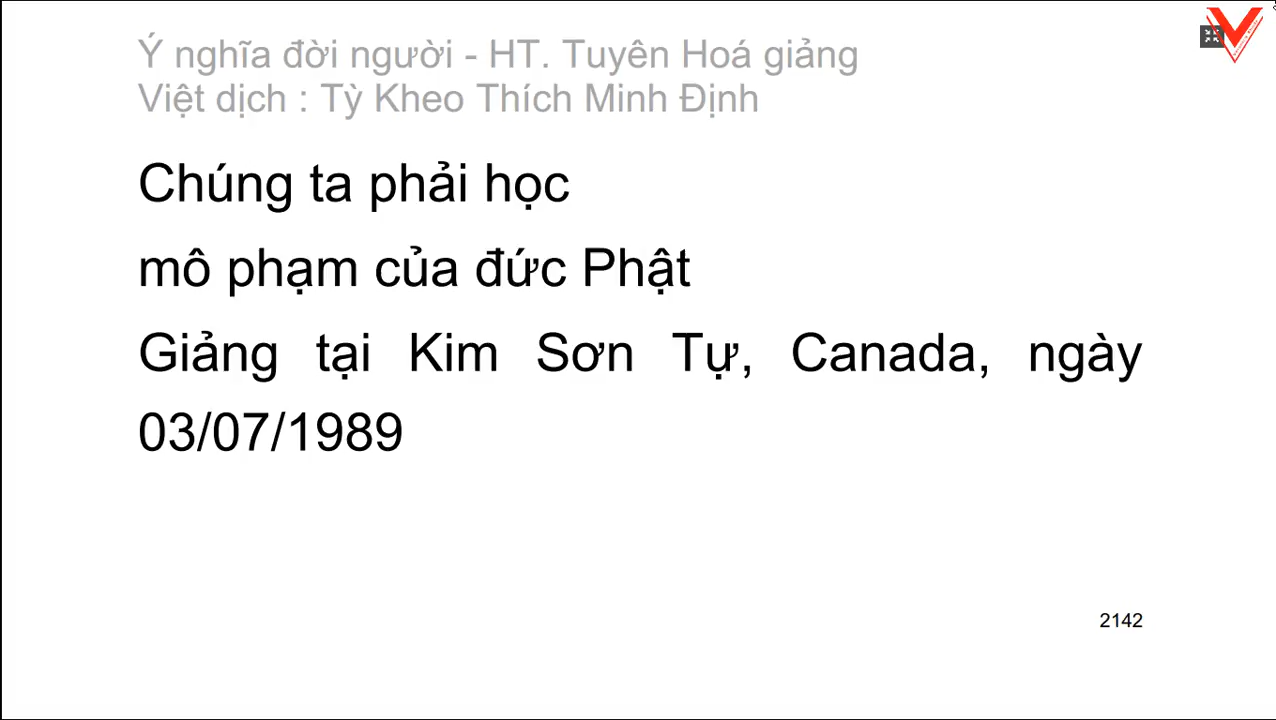 Ý nghĩa đời người - HT. Tuyên Hoá giảng
Việt dịch : Tỳ Kheo Thích Minh Định
Chúng ta phải học
mô phạm của đức Phật
Giảng tại Kim Sơn Tự, Canada, ngày
03/07/1989
2142